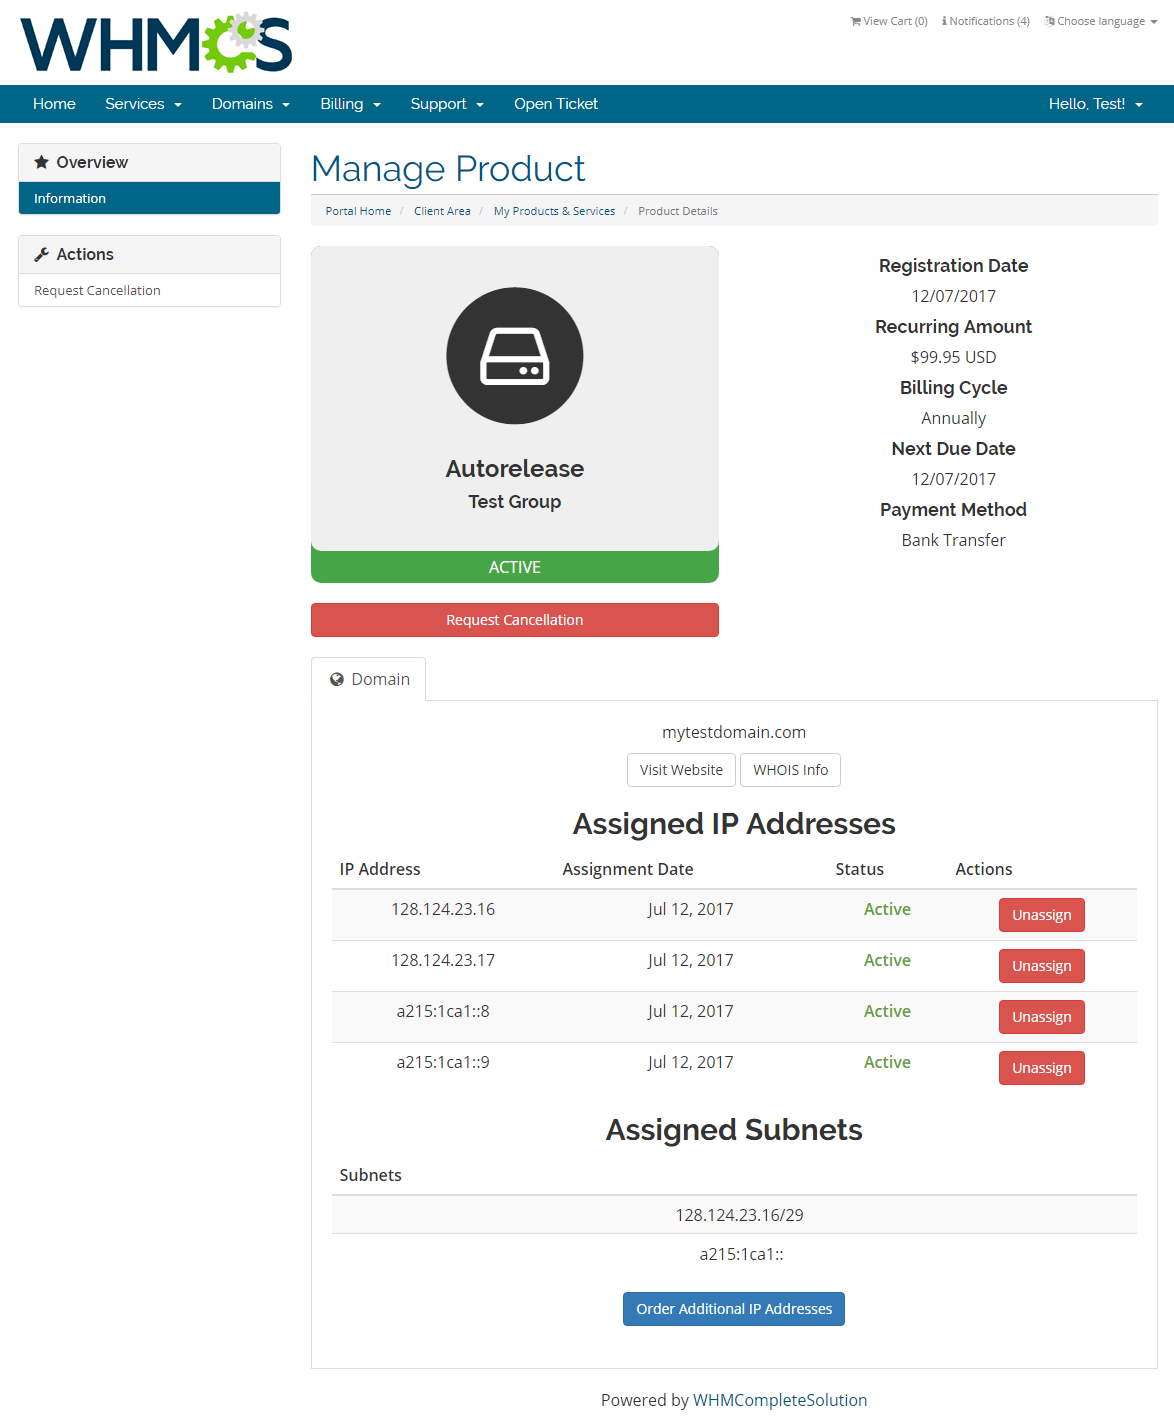 WHMCS
View Cart (0) Notifications (4) Choose language
Home Services Domains Billing Support Open Ticket Hello, Test!
Overview
Information
Actions
Request Cancellation
Manage Product
Portal Home / Client Area / My Products & Services / Product Details
Autorelease
Test Group
ACTIVE
Request Cancellation
Registration Date
12/07/2017
Recurring Amount
$99.95 USD
Billing Cycle
Annually
Next Due Date
12/07/2017
Payment Method
Bank Transfer
Domain
mytestdomain.com
Visit Website WHOIS Info
Assigned IP Addresses
IP Address Assignment Date Status Actions
128.124.23.16 Jul 12, 2017 Active Unassign
128.124.23.17 Jul 12, 2017 Active Unassign
a215:1ca1::8 Jul 12, 2017 Active Unassign
a215:1ca1::9 Jul 12, 2017 Active Unassign
Assigned Subnets
Subnets
128.124.23.16/29
a215:1ca1::
Order Additional IP Addresses
Powered by WHMCompleteSolution